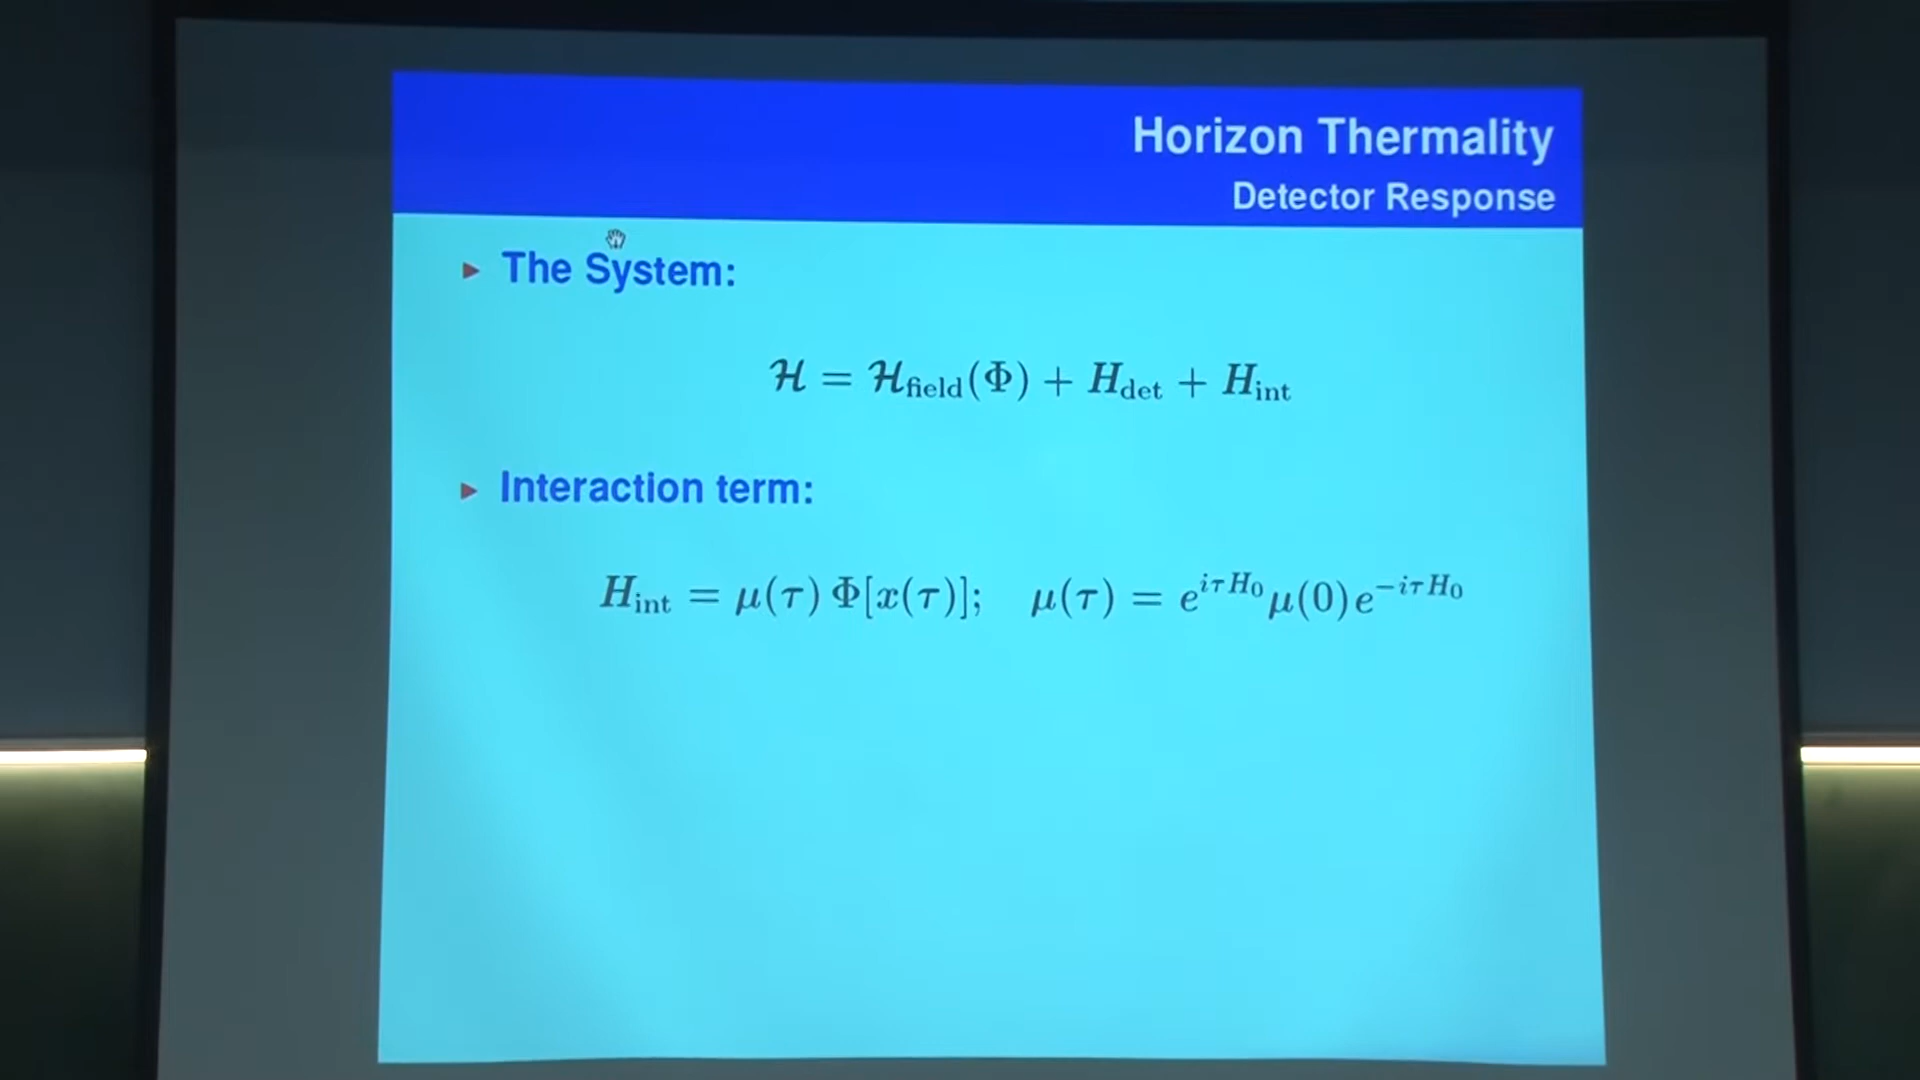 Horizon Thermality
Detector Response
► The System:
ℋ = ℋ_field(Φ) + H_det + H_int
► Interaction term:
H_int = μ(τ) Φ[x(τ)];   μ(τ) = e^{iτH_0} μ(0) e^{−iτH_0}